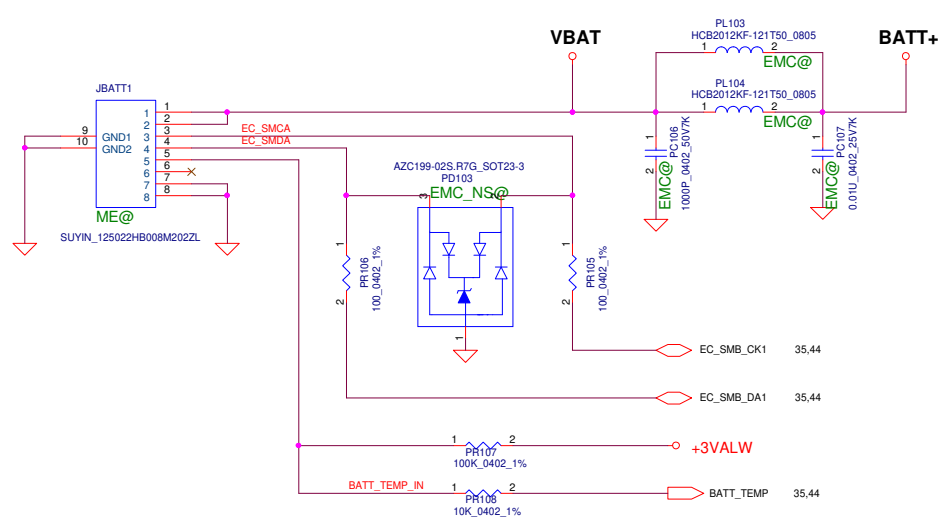 VBAT
BATT+
PL103
HCB2012KF-121T50_0805
1
2
EMC@
PL104
HCB2012KF-121T50_0805
1
2
EMC@
JBATT1
1
2
3
4
5
6
7
8
1
2
3
4
5
6
7
8
9
10
GND1
GND2
ME@
SUYIN_125022HB008M202ZL
EC_SMCA
EC_SMDA
1
2
EMC@
PC106
1000P_0402_50V7K
1
2
EMC@
PC107
0.01U_0402_25V7K
AZC199-02S.R7G_SOT23-3
PD103
EMC_NS@
3
2
1
1
2
PR106
100_0402_1%
1
2
PR105
100_0402_1%
EC_SMB_CK1 35,44
EC_SMB_DA1 35,44
1
2
PR107
100K_0402_1%
+3VALW
BATT_TEMP_IN
1
2
PR108
10K_0402_1%
BATT_TEMP 35,44